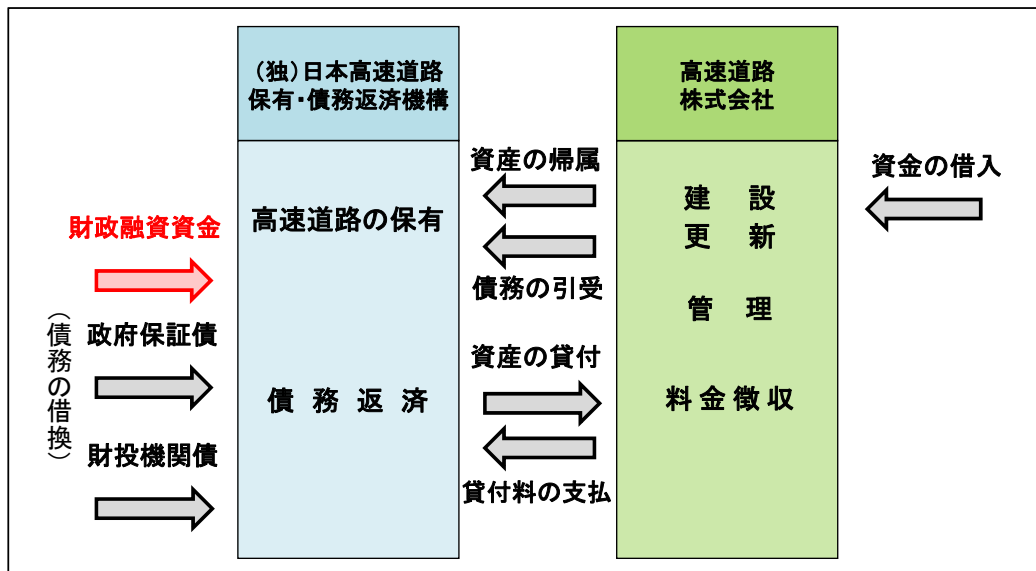 (独)日本高速道路
保有・債務返済機構
高速道路
株式会社
資産の帰属
資金の借入
建設
更新
高速道路の保有
財政融資資金
債務の引受
管理
(債務の借換)
政府保証債
資産の貸付
債務返済
料金徴収
財投機関債
貸付料の支払